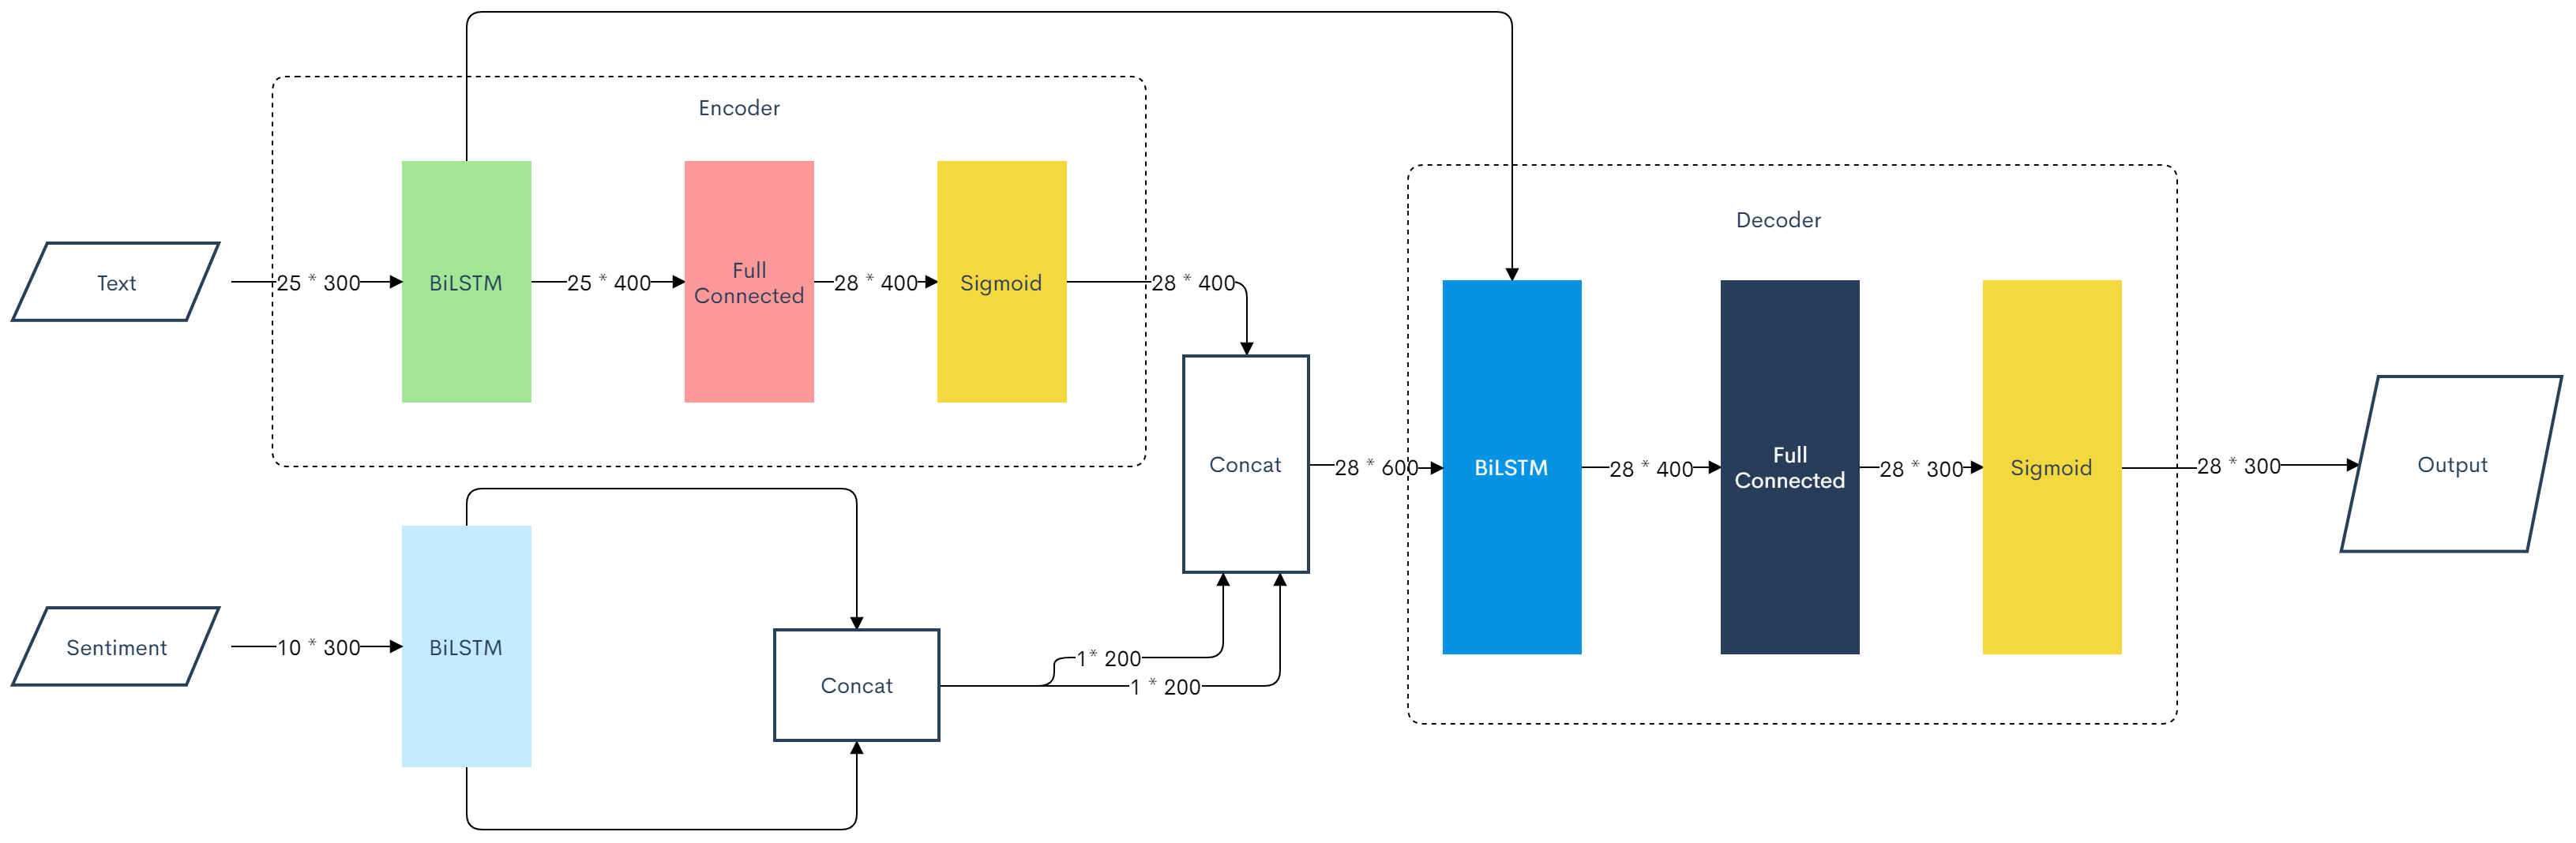 Encoder
Text
25 * 300
BiLSTM
25 * 400
Full
Connected
28 * 400
Sigmoid
28 * 400
Sentiment
10 * 300
BiLSTM
Concat
1* 200
1 * 200
Concat
28 * 600
Decoder
BiLSTM
28 * 400
Full
Connected
28 * 300
Sigmoid
28 * 300
Output